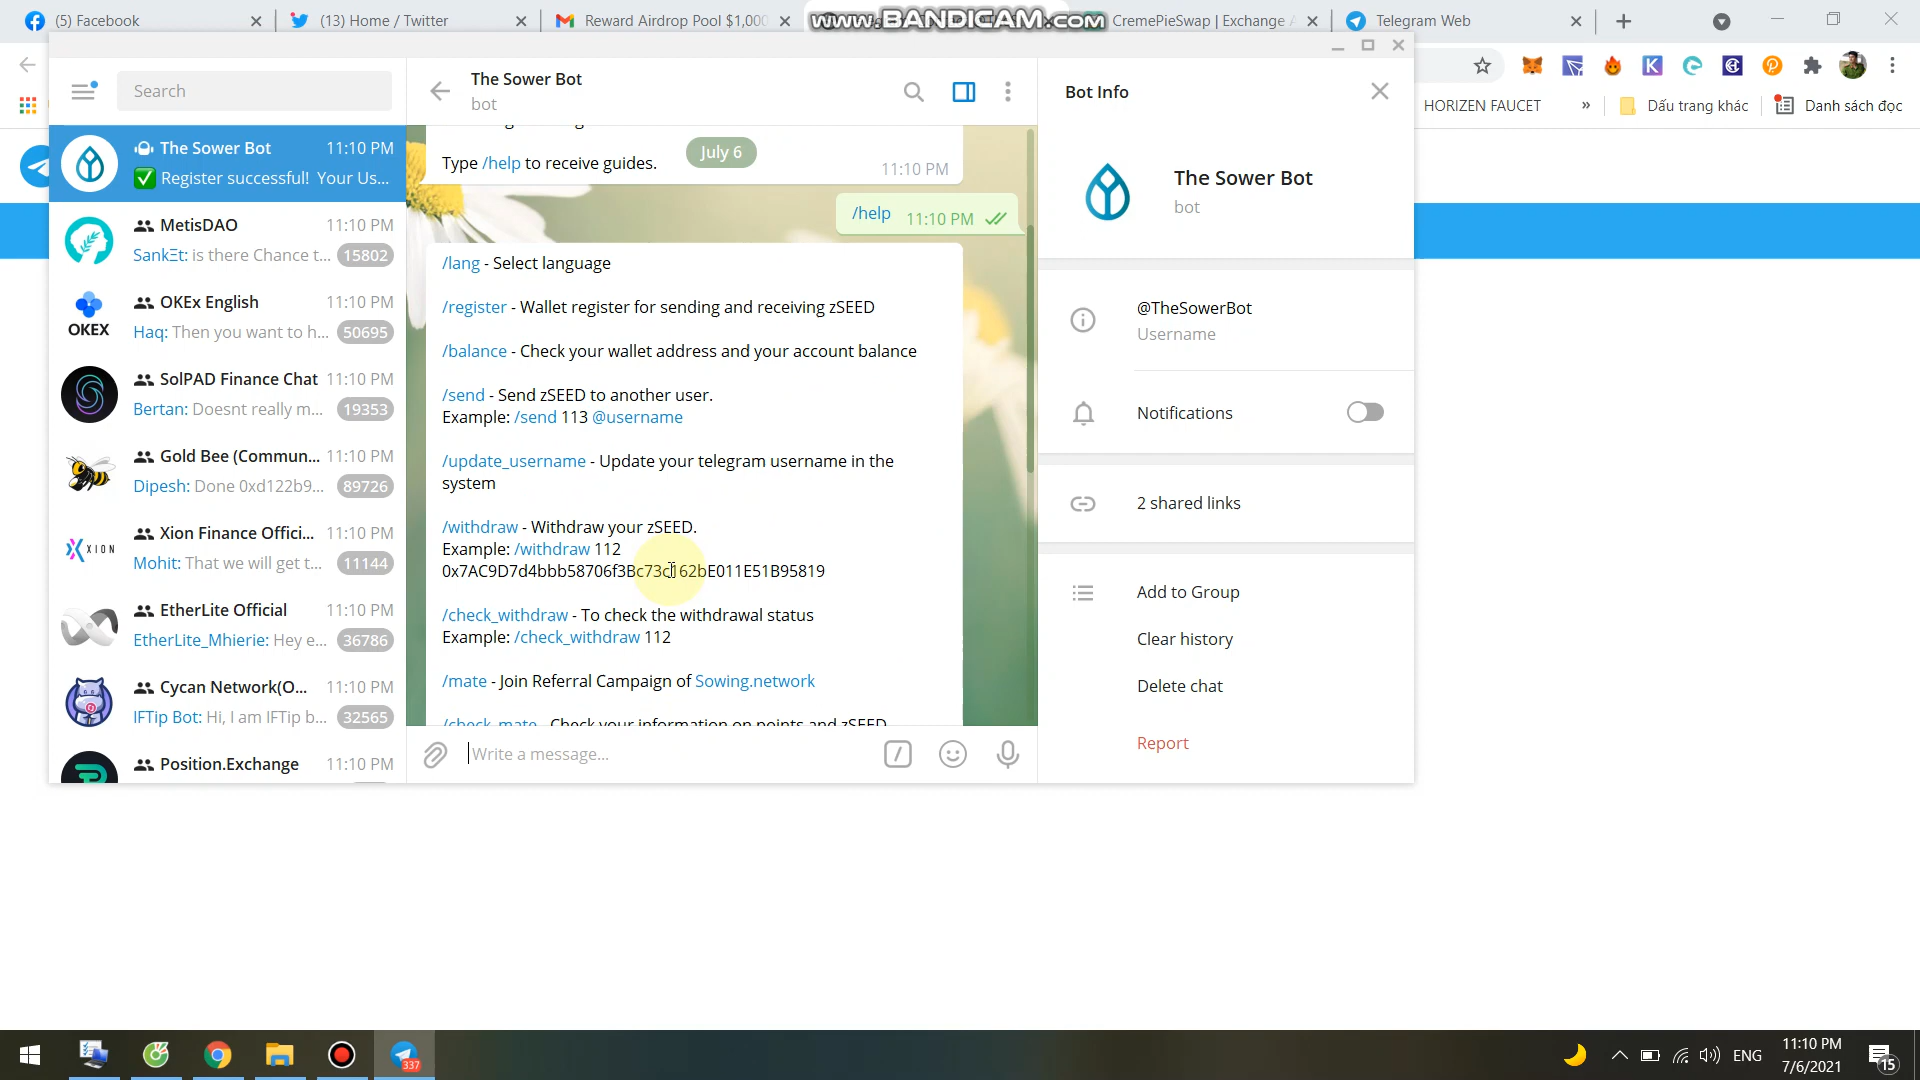 (5) Facebook
(13) Home / Twitter
Reward Airdrop Pool $1,000
www.BANDICAM.com
CremePieSwap | Exchange
Telegram Web
HORIZEN FAUCET
»
Dấu trang khác
Danh sách đọc
Search
The Sower Bot
bot
Bot Info
The Sower Bot 11:10 PM
Register successful! Your Us...
MetisDAO 11:10 PM
SankΞt: is there Chance t... 15802
OKEx English 11:10 PM
OKEX
Haq: Then you want to h... 50695
SolPAD Finance Chat 11:10 PM
Bertan: Doesnt really m... 19353
Gold Bee (Commun... 11:10 PM
Dipesh: Done 0xd122b9... 89726
Xion Finance Offici... 11:10 PM
XION
Mohit: That we will get t... 11144
EtherLite Official 11:10 PM
EtherLite_Mhierie: Hey e... 36786
Cycan Network(O... 11:10 PM
IFTip Bot: Hi, I am IFTip b... 32565
Position.Exchange 11:10 PM
July 6
Type /help to receive guides. 11:10 PM
/help 11:10 PM
/lang - Select language
/register - Wallet register for sending and receiving zSEED
/balance - Check your wallet address and your account balance
/send - Send zSEED to another user.
Example: /send 113 @username
/update_username - Update your telegram username in the
system
/withdraw - Withdraw your zSEED.
Example: /withdraw 112
0x7AC9D7d4bbb58706f3Bc73c162bE011E51B95819
/check_withdraw - To check the withdrawal status
Example: /check_withdraw 112
/mate - Join Referral Campaign of Sowing.network
/check_mate - Check your information on points and zSEED
Write a message...
The Sower Bot
bot
@TheSowerBot
Username
Notifications
2 shared links
Add to Group
Clear history
Delete chat
Report
337
ENG
11:10 PM
7/6/2021
15